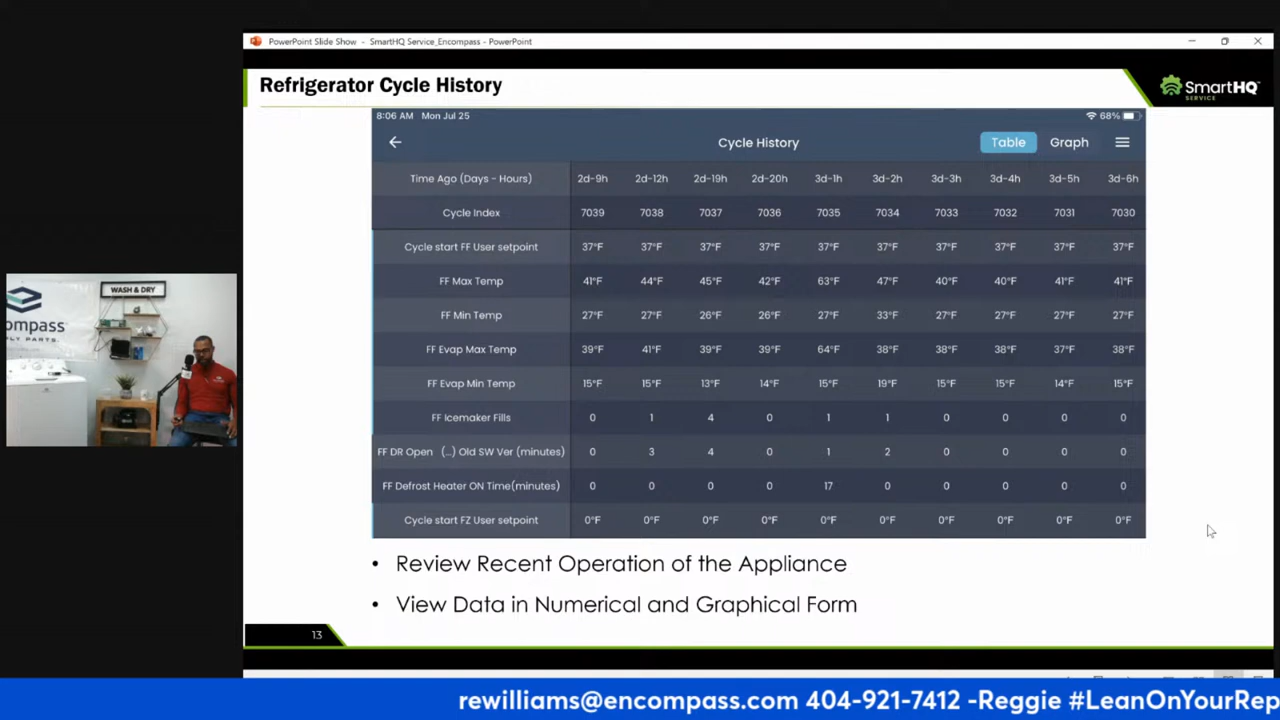 PowerPoint Slide Show - SmartHQ Service_Encompass - PowerPoint
Refrigerator Cycle History
SmartHQ
SERVICE
8:06 AM Mon Jul 25
68%
Cycle History
Table
Graph
Time Ago (Days - Hours) 2d-9h 2d-12h 2d-19h 2d-20h 3d-1h 3d-2h 3d-3h 3d-4h 3d-5h 3d-6h
Cycle Index 7039 7038 7037 7036 7035 7034 7033 7032 7031 7030
Cycle start FF User setpoint 37°F 37°F 37°F 37°F 37°F 37°F 37°F 37°F 37°F 37°F
FF Max Temp 41°F 44°F 45°F 42°F 63°F 47°F 40°F 40°F 41°F 41°F
FF Min Temp 27°F 27°F 26°F 26°F 27°F 33°F 27°F 27°F 27°F 27°F
FF Evap Max Temp 39°F 41°F 39°F 39°F 64°F 38°F 38°F 38°F 37°F 38°F
FF Evap Min Temp 15°F 15°F 13°F 14°F 15°F 19°F 15°F 15°F 14°F 15°F
FF Icemaker Fills 0 1 4 0 1 1 0 0 0 0
FF DR Open (...) Old SW Ver (minutes) 0 3 4 0 1 2 0 0 0 0
FF Defrost Heater ON Time(minutes) 0 0 0 0 17 0 0 0 0 0
Cycle start FZ User setpoint 0°F 0°F 0°F 0°F 0°F 0°F 0°F 0°F 0°F 0°F
• Review Recent Operation of the Appliance
• View Data in Numerical and Graphical Form
13
WASH & DRY
ompass
LY PARTS.
rewilliams@encompass.com 404-921-7412 -Reggie #LeanOnYourRep